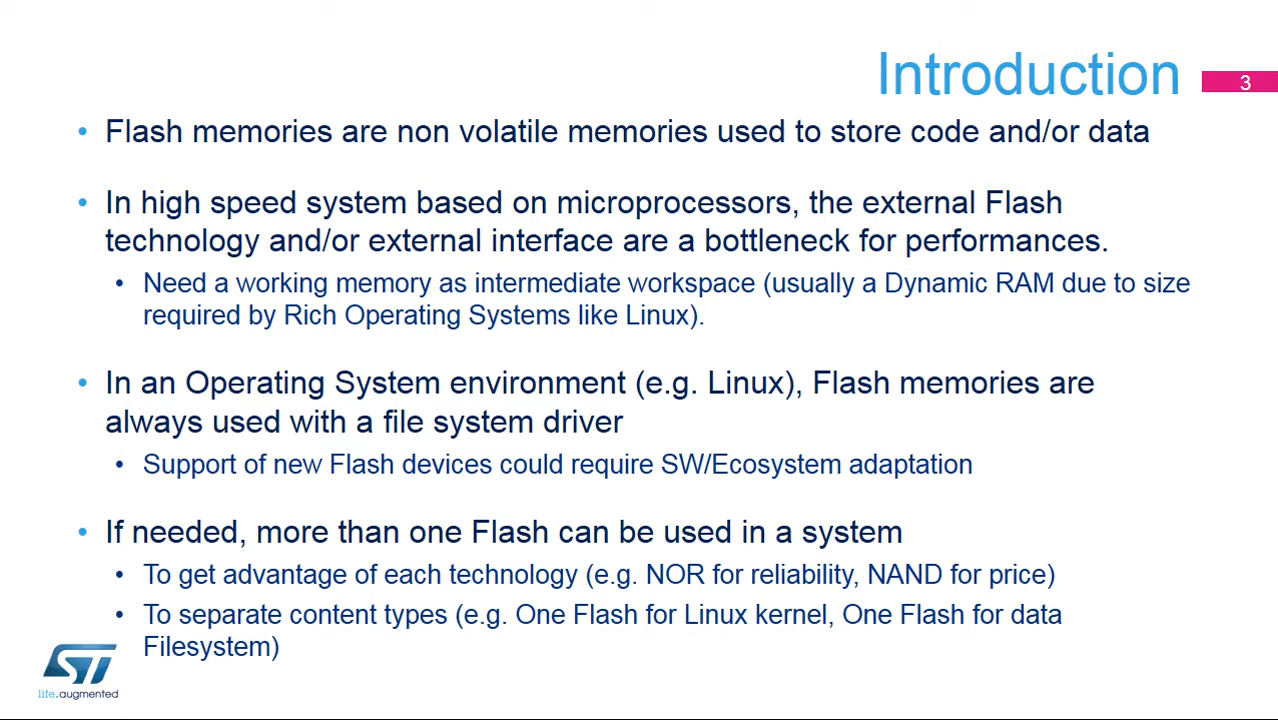 Introduction
3
• Flash memories are non volatile memories used to store code and/or data
• In high speed system based on microprocessors, the external Flash
technology and/or external interface are a bottleneck for performances.
• Need a working memory as intermediate workspace (usually a Dynamic RAM due to size
required by Rich Operating Systems like Linux).
• In an Operating System environment (e.g. Linux), Flash memories are
always used with a file system driver
• Support of new Flash devices could require SW/Ecosystem adaptation
• If needed, more than one Flash can be used in a system
• To get advantage of each technology (e.g. NOR for reliability, NAND for price)
• To separate content types (e.g. One Flash for Linux kernel, One Flash for data
Filesystem)
ST
life.augmented